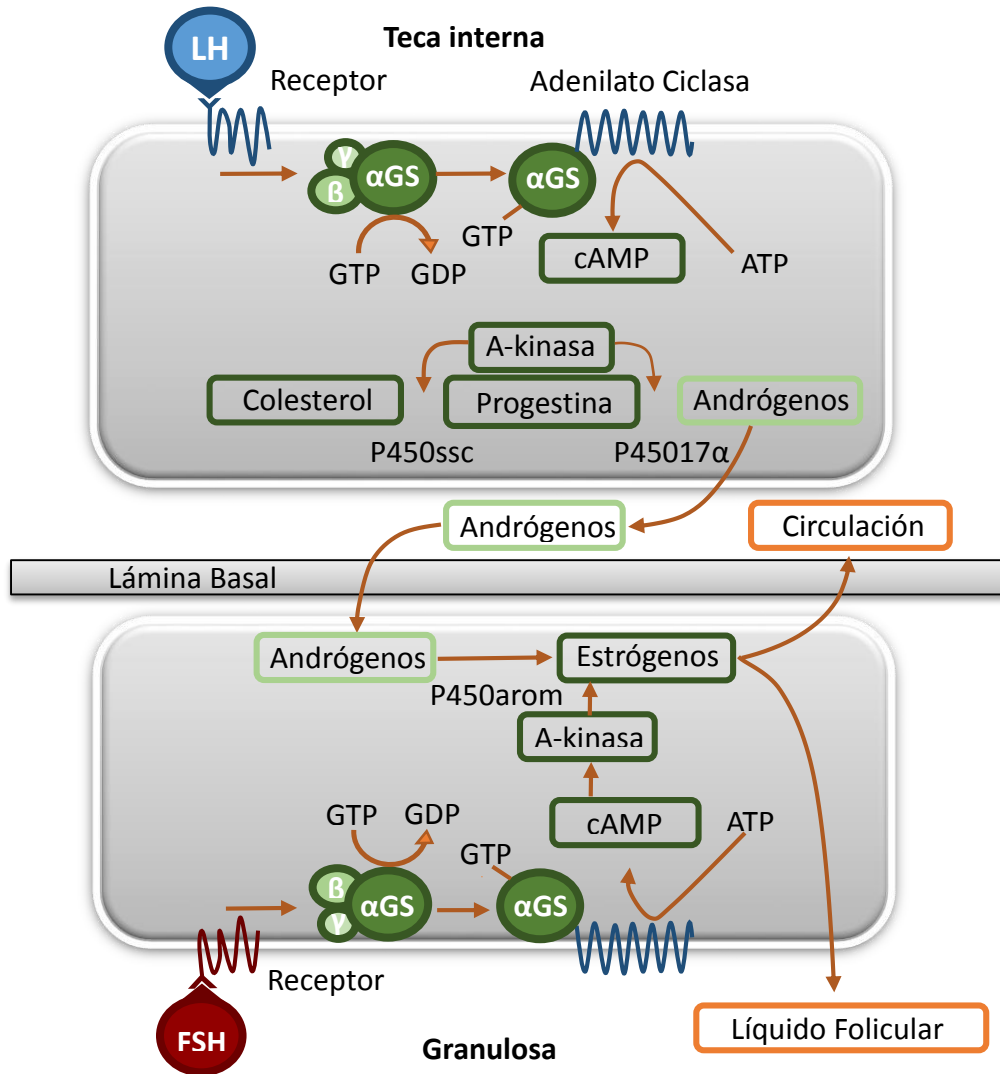 Teca interna
LH
Receptor
Adenilato Ciclasa
γ
ß
αGS
αGS
GTP
GDP
GTP
cAMP
ATP
A-kinasa
Colesterol
Progestina
Andrógenos
P450ssc
P45017α
Andrógenos
Circulación
Lámina Basal
Andrógenos
Estrógenos
P450arom
A-kinasa
GTP
GDP
cAMP
ATP
GTP
ß
γ
αGS
αGS
Receptor
FSH
Granulosa
Líquido Folicular